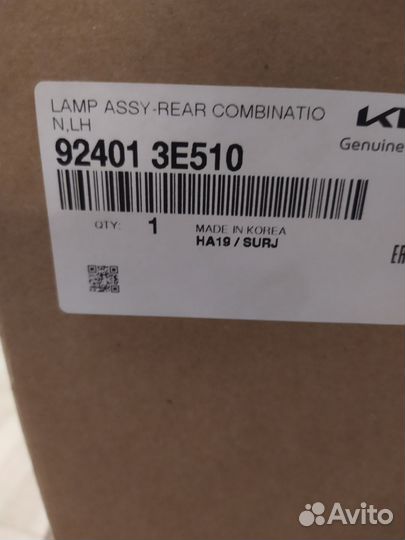 LAMP ASSY-REAR COMBINATIO
N,LH
Genuine
92401 3E510
QTY: 1
MADE IN KOREA
HA19 / SURJ
Avito